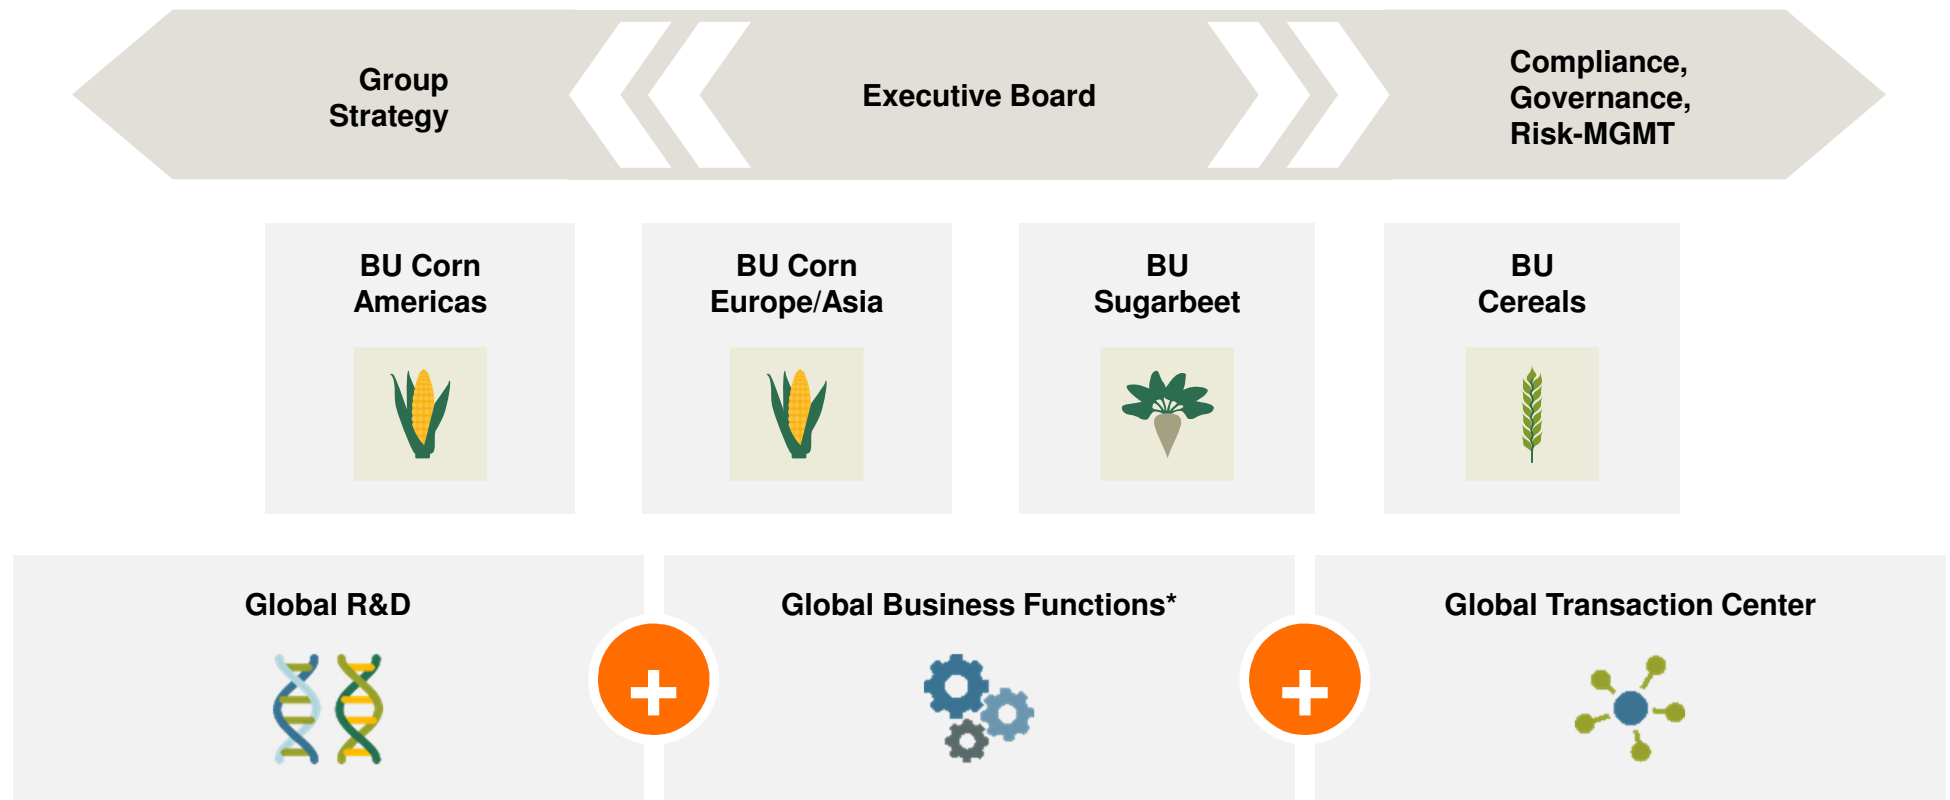 Group
Strategy
Executive Board
Compliance,
Governance,
Risk-MGMT
BU Corn
Americas
BU Corn
Europe/Asia
BU
Sugarbeet
BU
Cereals
Global R&D
Global Business Functions*
Global Transaction Center